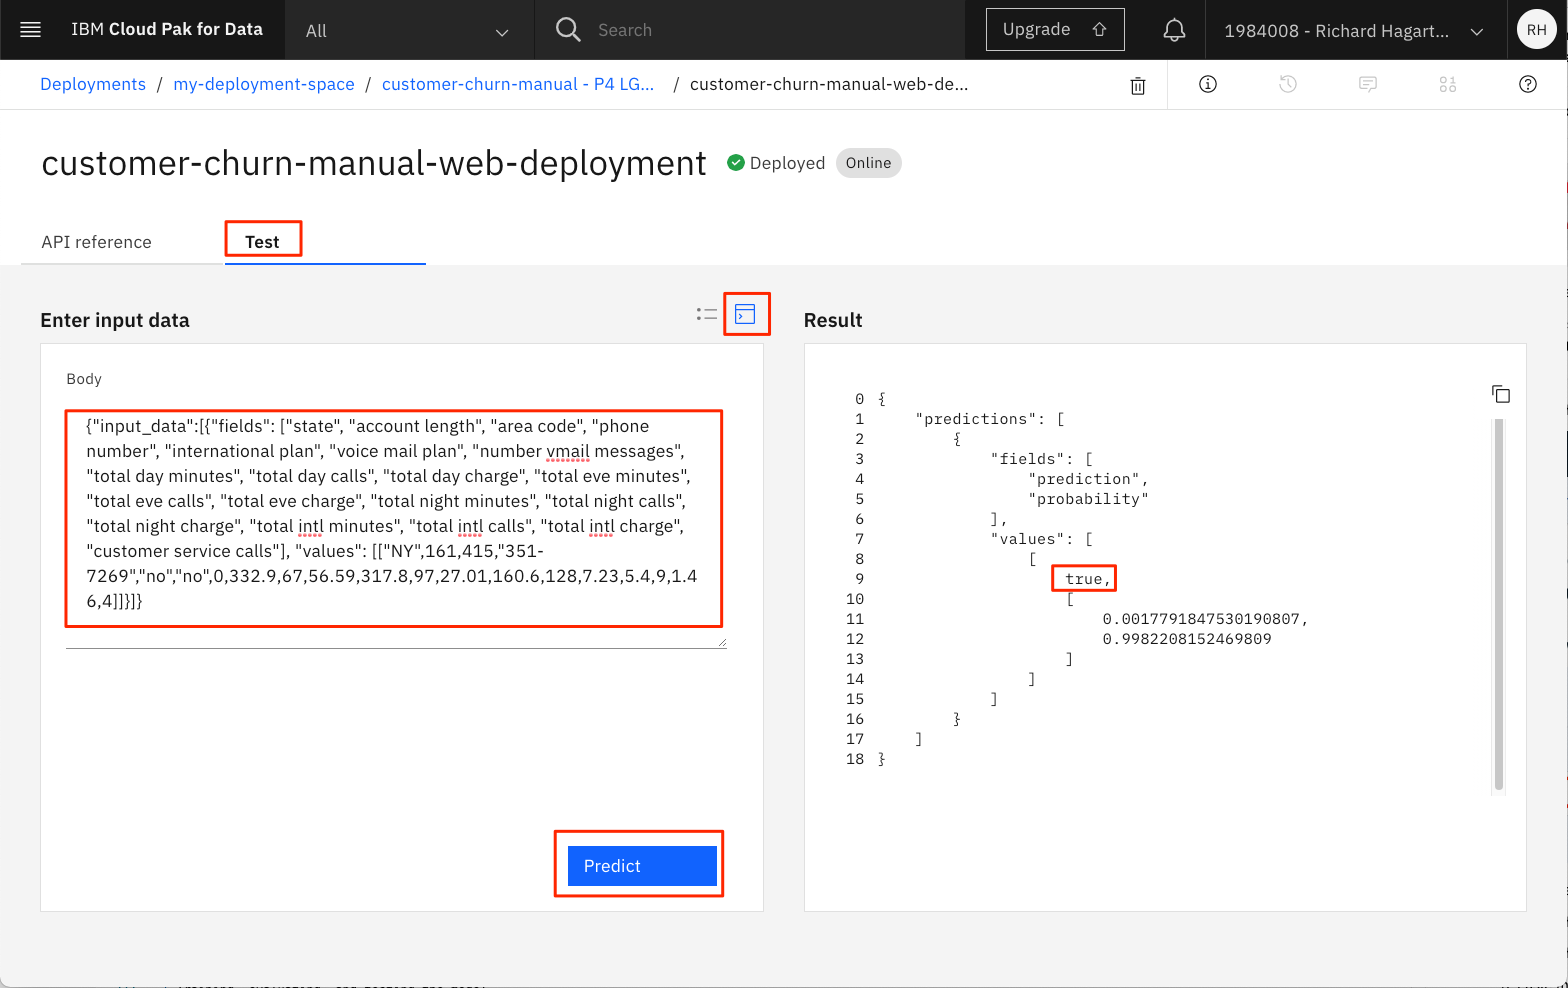 IBM Cloud Pak for Data
All
Search
Upgrade
1984008 - Richard Hagart...
RH
Deployments / my-deployment-space / customer-churn-manual - P4 LG... / customer-churn-manual-web-de...
customer-churn-manual-web-deployment
Deployed
Online
API reference
Test
Enter input data
Body
{"input_data":[{"fields": ["state", "account length", "area code", "phone
number", "international plan", "voice mail plan", "number vmail messages",
"total day minutes", "total day calls", "total day charge", "total eve minutes",
"total eve calls", "total eve charge", "total night minutes", "total night calls",
"total night charge", "total intl minutes", "total intl calls", "total intl charge",
"customer service calls"], "values": [["NY",161,415,"351-
7269","no","no",0,332.9,67,56.59,317.8,97,27.01,160.6,128,7.23,5.4,9,1.4
6,4]]}]}
Predict
Result
0 {
1 "predictions": [
2 {
3 "fields": [
4 "prediction",
5 "probability"
6 ],
7 "values": [
8 [
9 true,
10 [
11 0.0017791847530190807,
12 0.9982208152469809
13 ]
14 ]
15 ]
16 }
17 ]
18 }